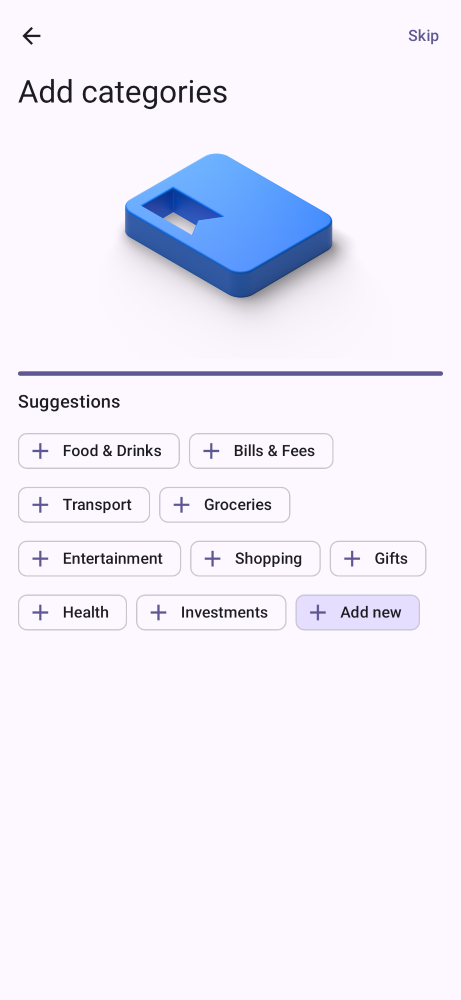 Skip
Add categories
Suggestions
Food & Drinks
Bills & Fees
Transport
Groceries
Entertainment
Shopping
Gifts
Health
Investments
Add new